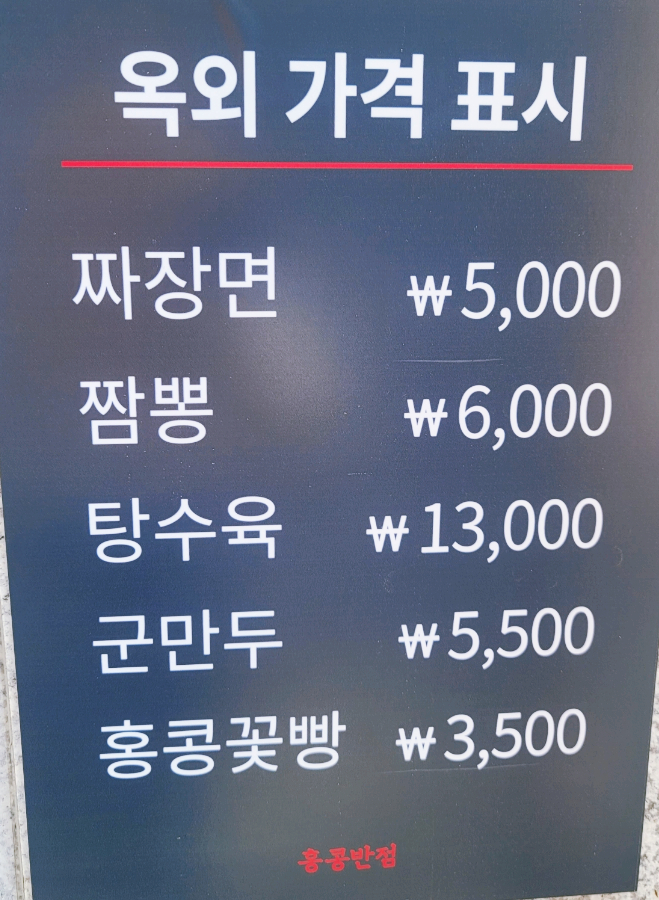 옥외 가격 표시
짜장면 ₩5,000
짬뽕 ₩6,000
탕수육 ₩13,000
군만두 ₩5,500
홍콩꽃빵 ₩3,500
홍콩반점